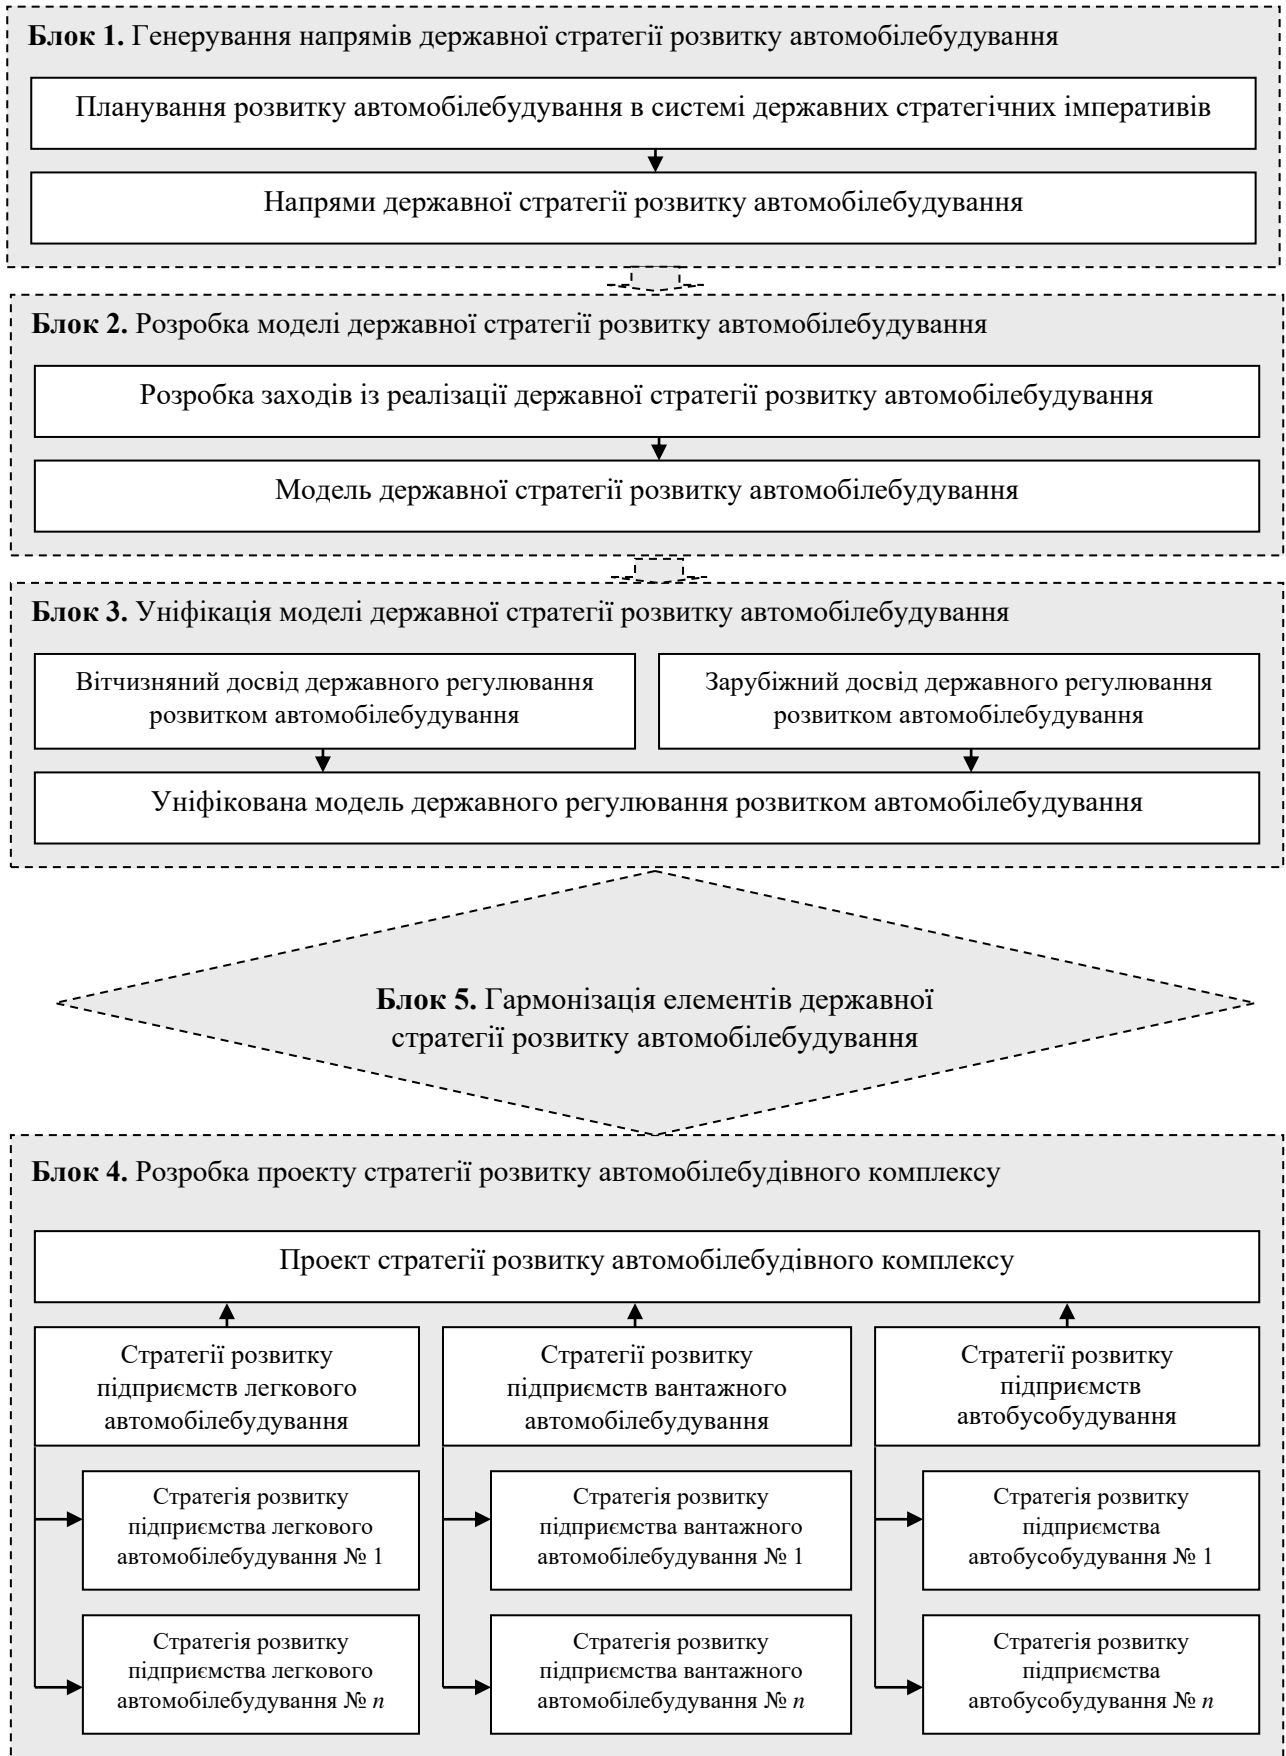 Блок 1. Генерування напрямів державної стратегії розвитку автомобілебудування
Планування розвитку автомобілебудування в системі державних стратегічних імперативів
Напрями державної стратегії розвитку автомобілебудування
Блок 2. Розробка моделі державної стратегії розвитку автомобілебудування
Розробка заходів із реалізації державної стратегії розвитку автомобілебудування
Модель державної стратегії розвитку автомобілебудування
Блок 3. Уніфікація моделі державної стратегії розвитку автомобілебудування
Вітчизняний досвід державного регулювання
розвитком автомобілебудування
Зарубіжний досвід державного регулювання
розвитком автомобілебудування
Уніфікована модель державного регулювання розвитком автомобілебудування
Блок 5. Гармонізація елементів державної
стратегії розвитку автомобілебудування
Блок 4. Розробка проекту стратегії розвитку автомобілебудівного комплексу
Проект стратегії розвитку автомобілебудівного комплексу
Стратегії розвитку
підприємств легкового
автомобілебудування
Стратегії розвитку
підприємств вантажного
автомобілебудування
Стратегії розвитку
підприємств
автобусобудування
Стратегія розвитку
підприємства легкового
автомобілебудування № 1
Стратегія розвитку
підприємства вантажного
автомобілебудування № 1
Стратегія розвитку
підприємства
автобусобудування № 1
Стратегія розвитку
підприємства легкового
автомобілебудування № n
Стратегія розвитку
підприємства вантажного
автомобілебудування № n
Стратегія розвитку
підприємства
автобусобудування № n